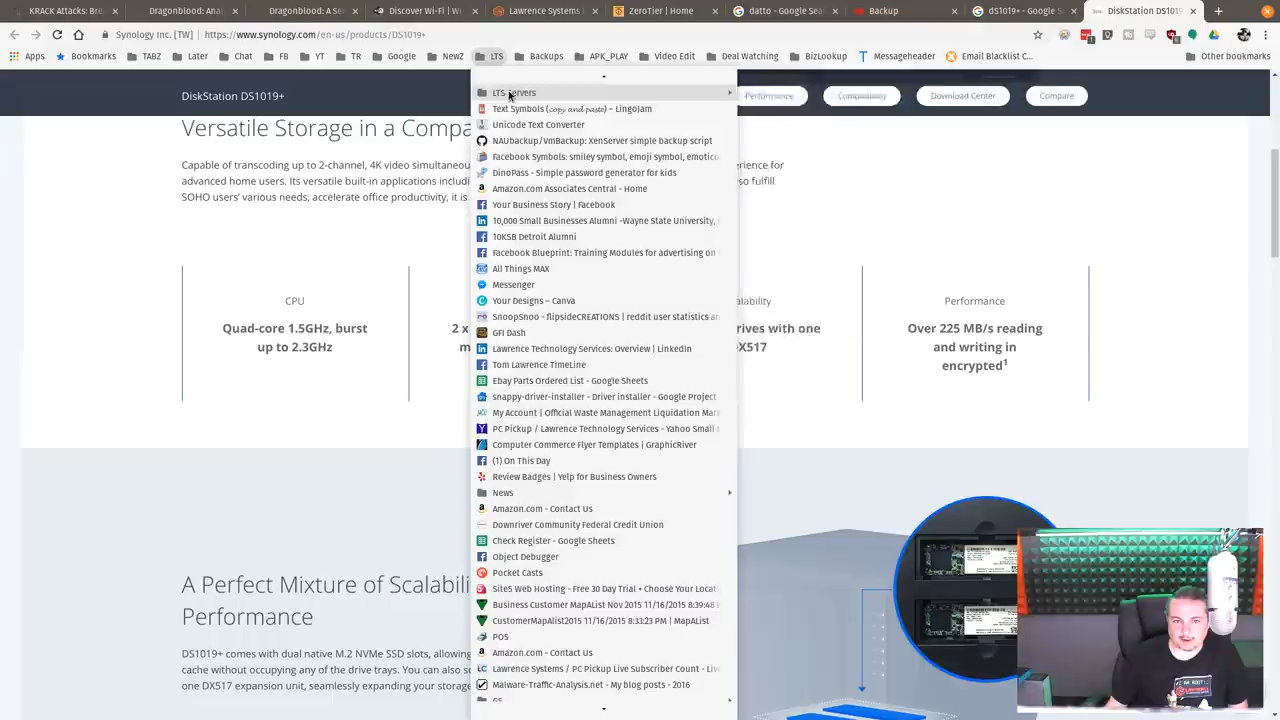 KRACK Attacks: Bre
Dragonblood: Anal
Dragonblood: A Se
Discover Wi-Fi | Wi
Lawrence Systems /
ZeroTier | Home
datto - Google Sea
Backup
ds1019+ - Google S
DiskStation DS1019
Synology Inc. [TW] | https://www.synology.com/en-us/products/DS1019+
Apps Bookmarks TABZ Later Chat FB YT TR Google NewZ LTS Backups APK_PLAY Video Edit Deal Watching BizLookup Messageheader Email Blacklist C... Other bookmarks
DiskStation DS1019+
Performance
Compatibility
Download Center
Compare
Versatile Storage in a Compa
Capable of transcoding up to 2-channel, 4K video simultaneou
advanced home users. Its versatile built-in applications includi
SOHO users' various needs, accelerate office productivity, it is
erience for
so fulfill
CPU
Quad-core 1.5GHz, burst
up to 2.3GHz
2 x
m
alability
rives with one
X517
Performance
Over 225 MB/s reading
and writing in
encrypted1
A Perfect Mixture of Scalabili
Performance
DS1019+ comes with dual native M.2 NVMe SSD slots, allowing
cache without occupying any of the drive trays. You can also sc
one DX517 expansion unit, seamlessly expanding your storage
LTS Servers
Text Symbols (copy and paste) – LingoJam
Unicode Text Converter
NAUbackup/VmBackup: XenServer simple backup script
Facebook Symbols: smiley symbol, emoji symbol, emotico
DinoPass - Simple password generator for kids
Amazon.com Associates Central - Home
Your Business Story | Facebook
10,000 Small Businesses Alumni -Wayne State University,
10KSB Detroit Alumni
Facebook Blueprint: Training Modules for advertising on
All Things MAX
Messenger
Your Designs – Canva
SnoopSnoo - flipsideCREATIONS | reddit user statistics an
GFI Dash
Lawrence Technology Services: Overview | LinkedIn
Tom Lawrence TimeLine
Ebay Parts Ordered List - Google Sheets
snappy-driver-installer - Driver installer - Google Project
My Account | Official Waste Management Liquidation Mar
PC Pickup / Lawrence Technology Services - Yahoo Small
Computer Commerce Flyer Templates | GraphicRiver
(1) On This Day
Review Badges | Yelp for Business Owners
News
Amazon.com - Contact Us
Downriver Community Federal Credit Union
Check Register - Google Sheets
Object Debugger
Pocket Casts
Site5 Web Hosting - Free 30 Day Trial + Choose Your Locat
Business Customer MapAList Nov 2015 11/16/2015 8:39:48
CustomerMapAlist2015 11/16/2015 8:33:23 PM | MapAList
POS
Amazon.com - Contact Us
Lawrence Systems / PC Pickup Live Subscriber Count - Live
Malware-Traffic-Analysis.net - My blog posts - 2016
GS
I AM ROOT!